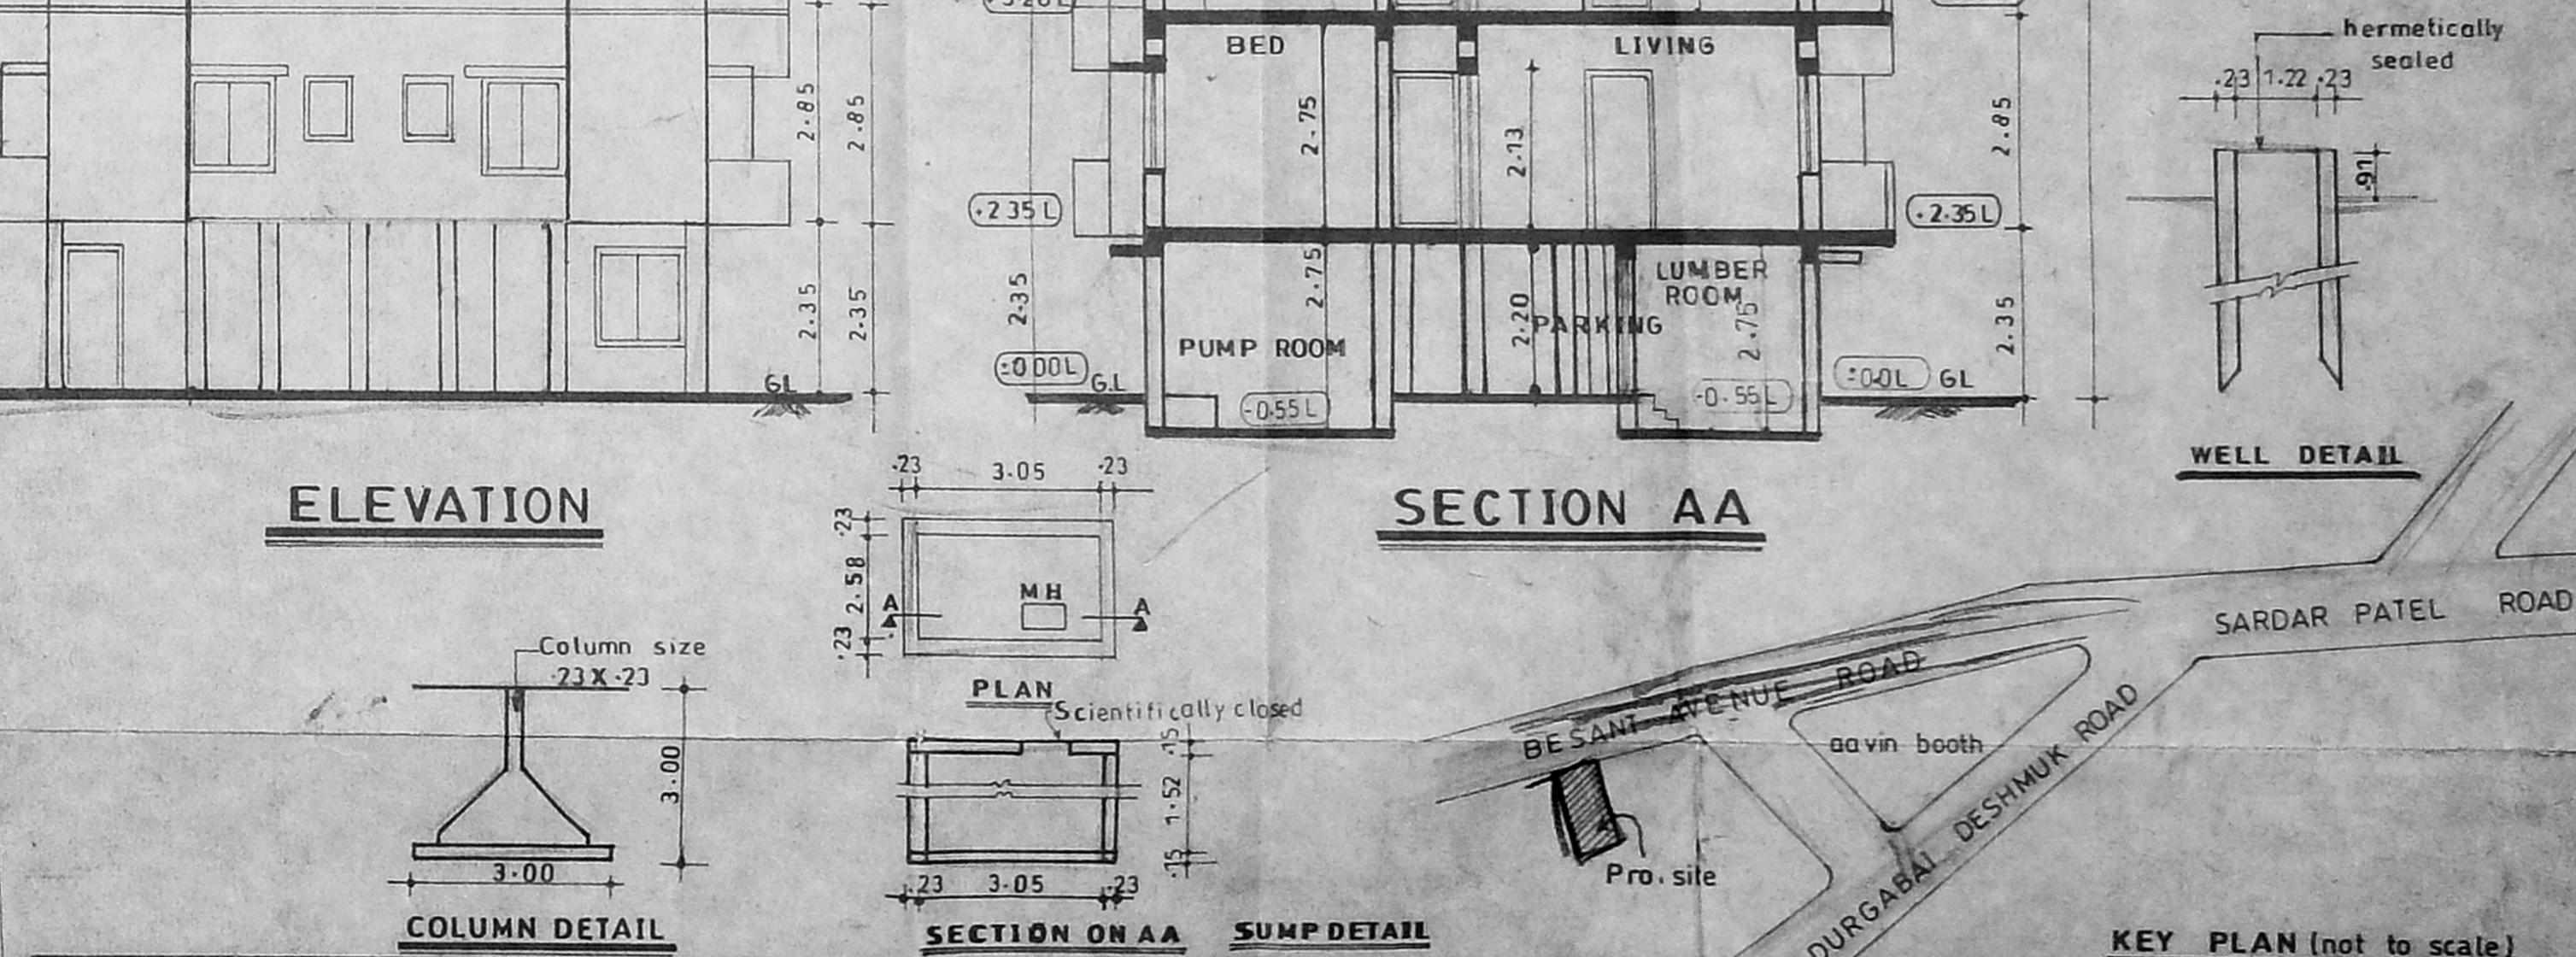 2.85
2.85
2.35
2.35
GL
ELEVATION
BED
LIVING
2.75
2.13
2.85
+2.35L
+2.35L
2.35
2.75
2.20
PARKING
LUMBER
ROOM
2.75
2.35
PUMP ROOM
±0.00L
G.L
-0.55L
-0.55L
±0.0L
GL
SECTION AA
hermetically
sealed
.23 1.22 .23
.91
WELL DETAIL
Column size
.23 X .23
3.00
3.00
COLUMN DETAIL
.23 3.05 .23
.23
2.58
.23
MH
A
A
PLAN
Scientifically closed
.15
1.52
.15
.23 3.05 .23
SECTION ON AA
SUMP DETAIL
SARDAR PATEL ROAD
BESANT AVENUE ROAD
aavin booth
DURGABAI DESHMUK ROAD
Pro. site
KEY PLAN (not to scale)